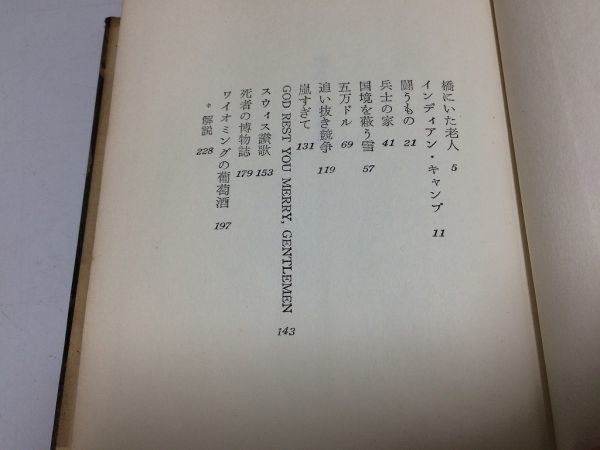 橋にいた老人 5
インディアン・キャンプ 11
闘うもの 21
兵士の家 41
国境を蔽う雪 57
五万ドル 69
追い抜き競争 119
嵐すぎて 131
GOD REST YOU MERRY, GENTLEMEN 143
スウィス讃歌 153
死者の博物誌 179
ワイオミングの葡萄酒 197
* 解説 228